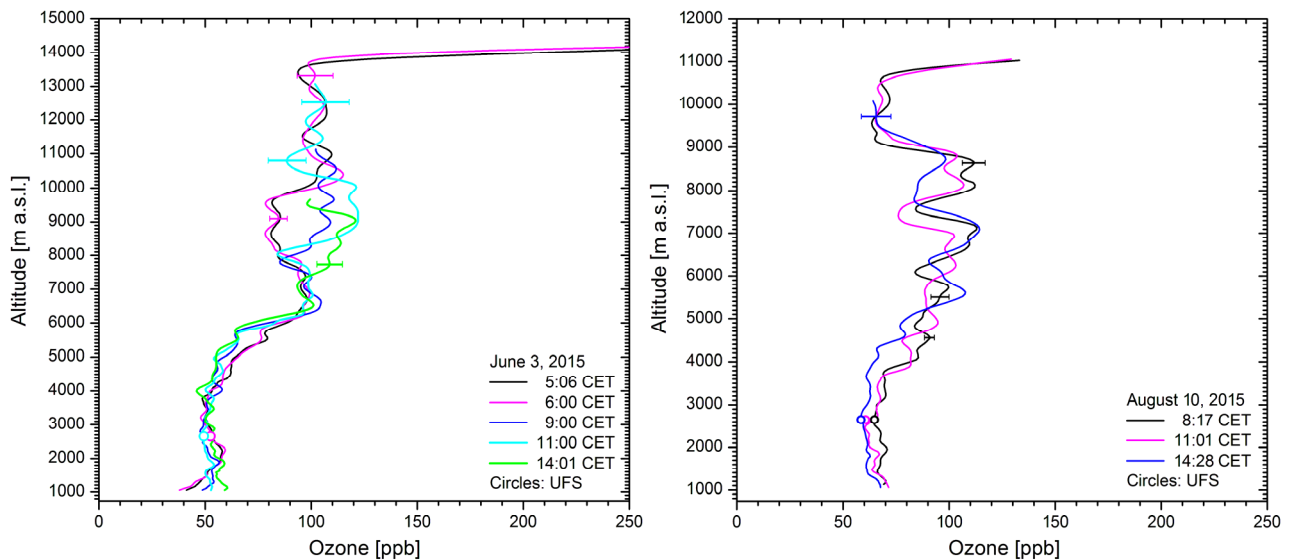 14000
13000
12000
11000
10000
9000
8000
7000
6000
5000
4000
3000
2000
1000
Altitude [m a.s.l.]
June 3, 2015
5:06 CET
6:00 CET
9:00 CET
11:00 CET
14:01 CET
Circles: UFS
0 50 100 150 200 250
Ozone [ppb]
12000
11000
10000
9000
8000
7000
6000
5000
4000
3000
2000
1000
0
Altitude [m a.s.l.]
August 10, 2015
8:17 CET
11:01 CET
14:28 CET
Circles: UFS
0 50 100 150 200 250
Ozone [ppb]